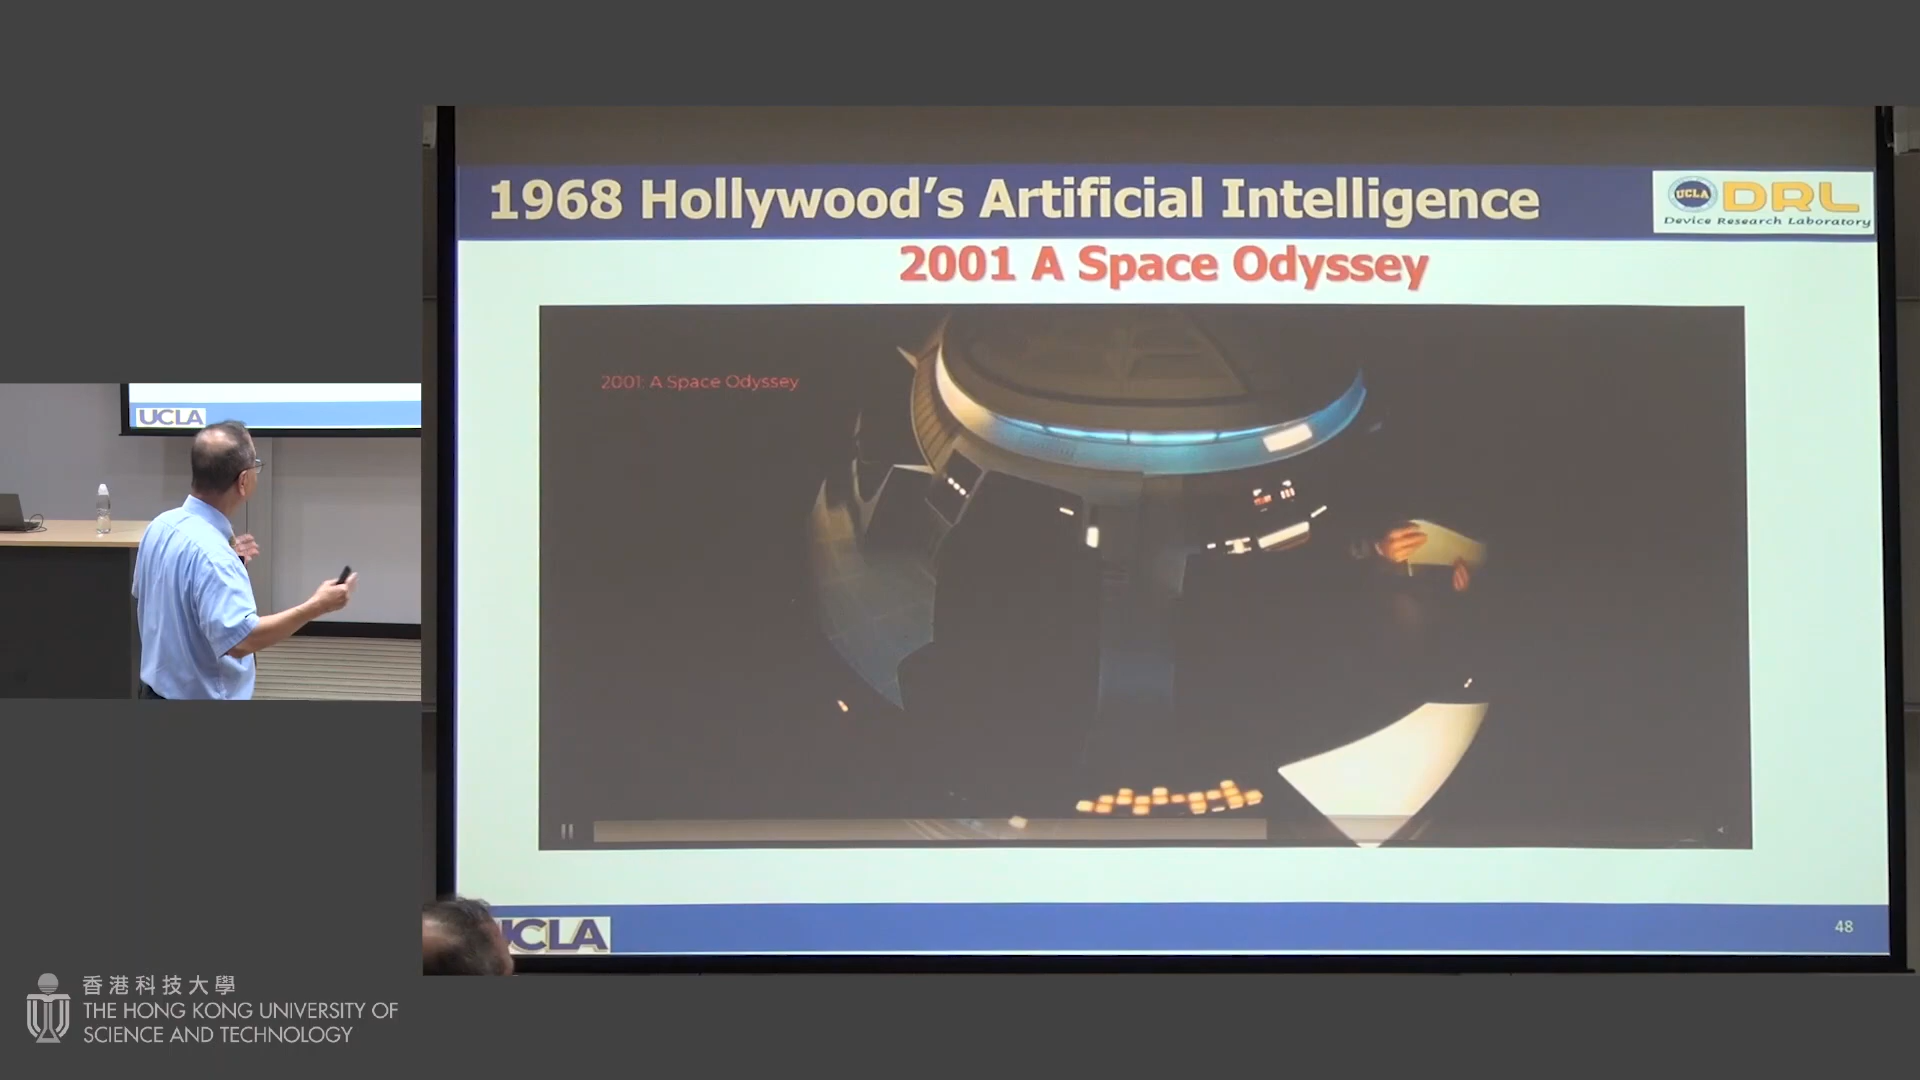 1968 Hollywood's Artificial Intelligence
UCLA DRL
Device Research Laboratory
2001 A Space Odyssey
2001: A Space Odyssey
UCLA
UCLA
48
香港科技大學
THE HONG KONG UNIVERSITY OF
SCIENCE AND TECHNOLOGY